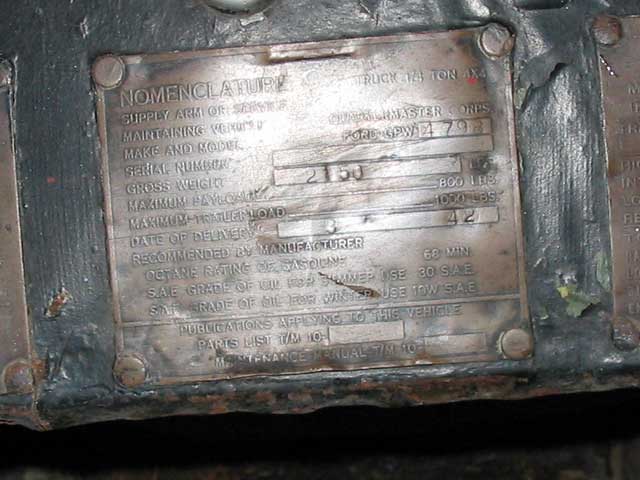 NOMENCLATURE TRUCK 1/4 TON 4X4
SUPPLY ARM OR SERVICE
MAINTAINING VEHICLE QUARTERMASTER CORPS
MAKE AND MODEL FORD GPW
SERIAL NUMBER
GROSS WEIGHT 2150 LBS.
MAXIMUM PAYLOAD 800 LBS.
MAXIMUM TRAILER LOAD 1000 LBS.
DATE OF DELIVERY 42
RECOMMENDED BY MANUFACTURER
OCTANE RATING OF GASOLINE 68 MIN.
S.A.E. GRADE OF OIL FOR SUMMER USE 30 S.A.E.
S.A.E. GRADE OF OIL FOR WINTER USE 10W S.A.E.
PUBLICATIONS APPLYING TO THIS VEHICLE
PARTS LIST T/M 10-
MAINTENANCE MANUAL T/M 10-